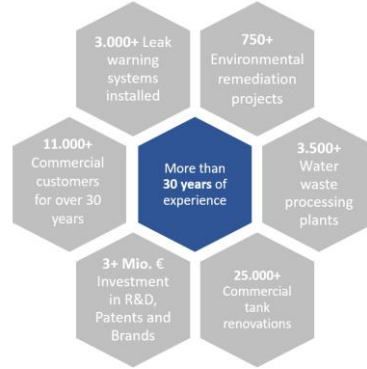 3.000+ Leak
warning
systems
installed
750+
Environmental
remediation
projects
11.000+
Commercial
customers
for over 30
years
More than
30 years of
experience
3.500+
Water
waste
processing
plants
3+ Mio. €
Investment
in R&D,
Patents and
Brands
25.000+
Commercial
tank
renovations